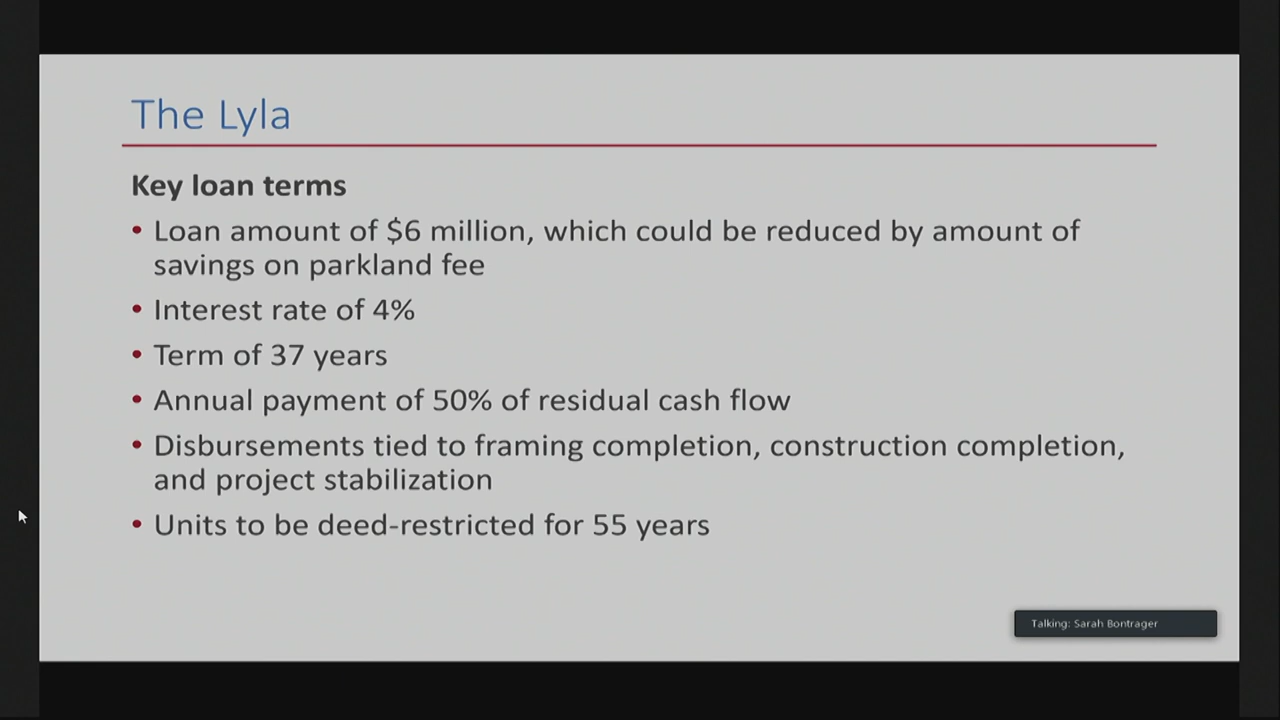 The Lyla
Key loan terms
• Loan amount of $6 million, which could be reduced by amount of
savings on parkland fee
• Interest rate of 4%
• Term of 37 years
• Annual payment of 50% of residual cash flow
• Disbursements tied to framing completion, construction completion,
and project stabilization
• Units to be deed-restricted for 55 years
Talking: Sarah Bontrager